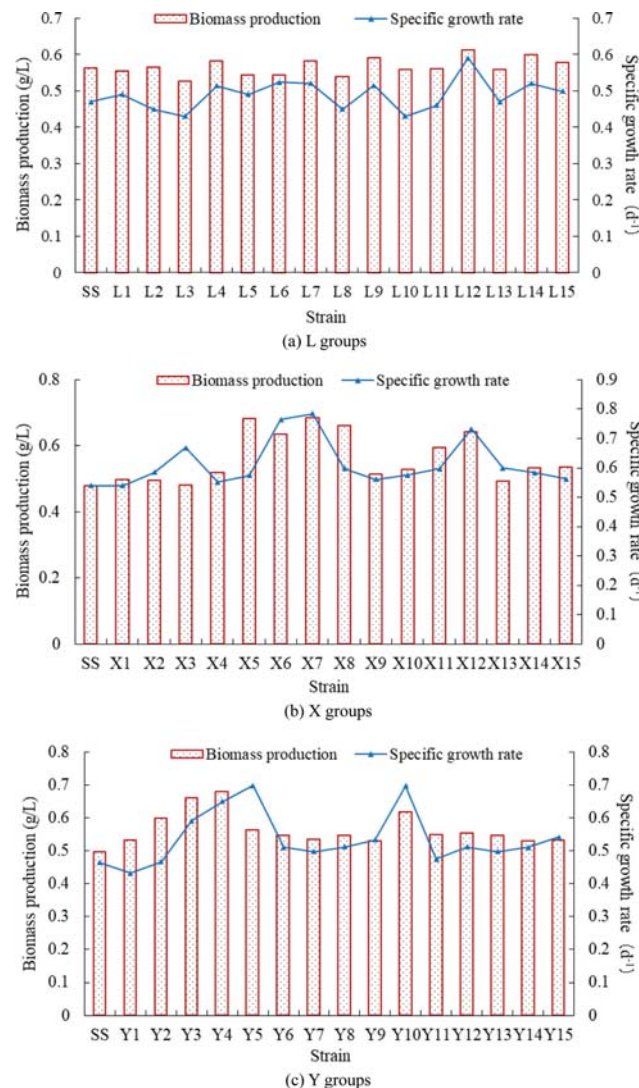 Biomass production Specific growth rate
0.7 0.7
0.6 0.6
0.5 0.5
0.4 0.4
0.3 0.3
0.2 0.2
0.1 0.1
0 0
Biomass production (g/L)
Specific growth rate (d-1)
SS L1 L2 L3 L4 L5 L6 L7 L8 L9 L10 L11 L12 L13 L14 L15
Strain
(a) L groups
Biomass production Specific growth rate
0.8 0.9
0.8
0.6 0.7
0.6
0.4 0.5
0.4
0.2 0.3
0.2
0.1
0 0
Biomass production (g/L)
Specific growth rate (d-1)
SS X1 X2 X3 X4 X5 X6 X7 X8 X9 X10 X11 X12 X13 X14 X15
Strain
(b) X groups
Biomass production Specific growth rate
0.8 0.8
0.7 0.7
0.6 0.6
0.5 0.5
0.4 0.4
0.3 0.3
0.2 0.2
0.1 0.1
0 0
Biomass production (g/L)
Specific growth rate (d-1)
SS Y1 Y2 Y3 Y4 Y5 Y6 Y7 Y8 Y9 Y10 Y11 Y12 Y13 Y14 Y15
Strain
(c) Y groups